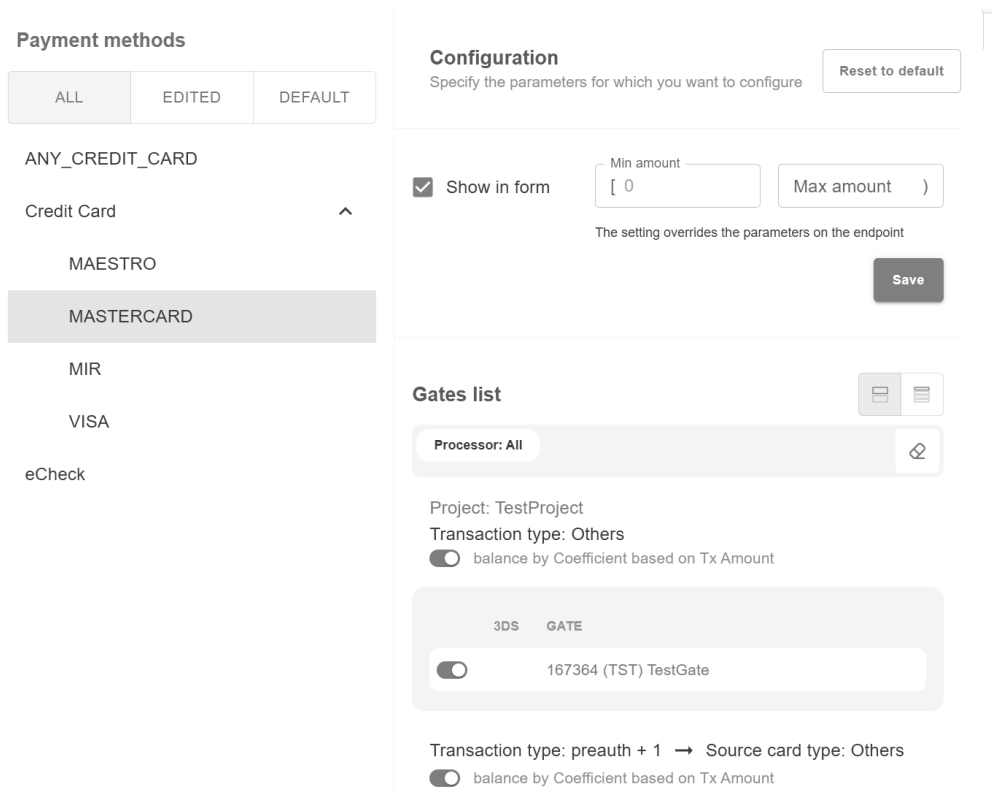 Payment methods
ALL EDITED DEFAULT
ANY_CREDIT_CARD
Credit Card
MAESTRO
MASTERCARD
MIR
VISA
eCheck
Configuration
Specify the parameters for which you want to configure
Reset to default
Show in form
Min amount
[ 0
Max amount )
The setting overrides the parameters on the endpoint
Save
Gates list
Processor: All
Project: TestProject
Transaction type: Others
balance by Coefficient based on Tx Amount
3DS GATE
167364 (TST) TestGate
Transaction type: preauth + 1 → Source card type: Others
balance by Coefficient based on Tx Amount